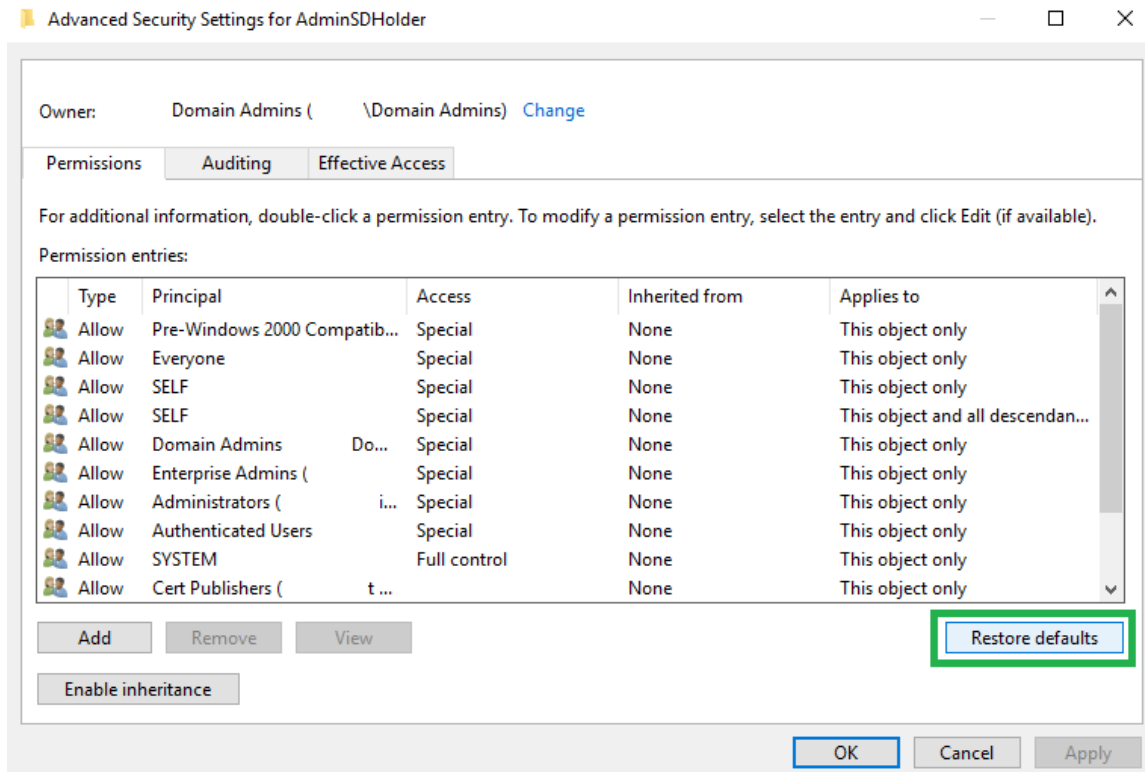 Advanced Security Settings for AdminSDHolder
Owner: Domain Admins ( \Domain Admins) Change
Permissions Auditing Effective Access
For additional information, double-click a permission entry. To modify a permission entry, select the entry and click Edit (if available).
Permission entries:
Type Principal Access Inherited from Applies to
Allow Pre-Windows 2000 Compatib... Special None This object only
Allow Everyone Special None This object only
Allow SELF Special None This object only
Allow SELF Special None This object and all descendan...
Allow Domain Admins Do... Special None This object only
Allow Enterprise Admins ( Special None This object only
Allow Administrators ( i... Special None This object only
Allow Authenticated Users Special None This object only
Allow SYSTEM Full control None This object only
Allow Cert Publishers ( t ... None This object only
Add Remove View Restore defaults
Enable inheritance
OK Cancel Apply